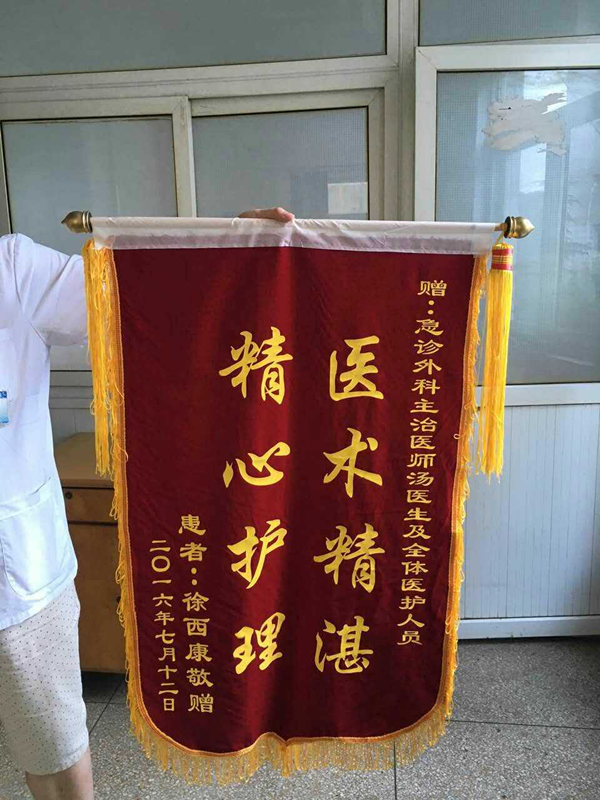 赠：急诊外科主治医师汤医生及全体医护人员
医术精湛
精心护理
患者：徐西康敬赠
二〇一六年七月十二日